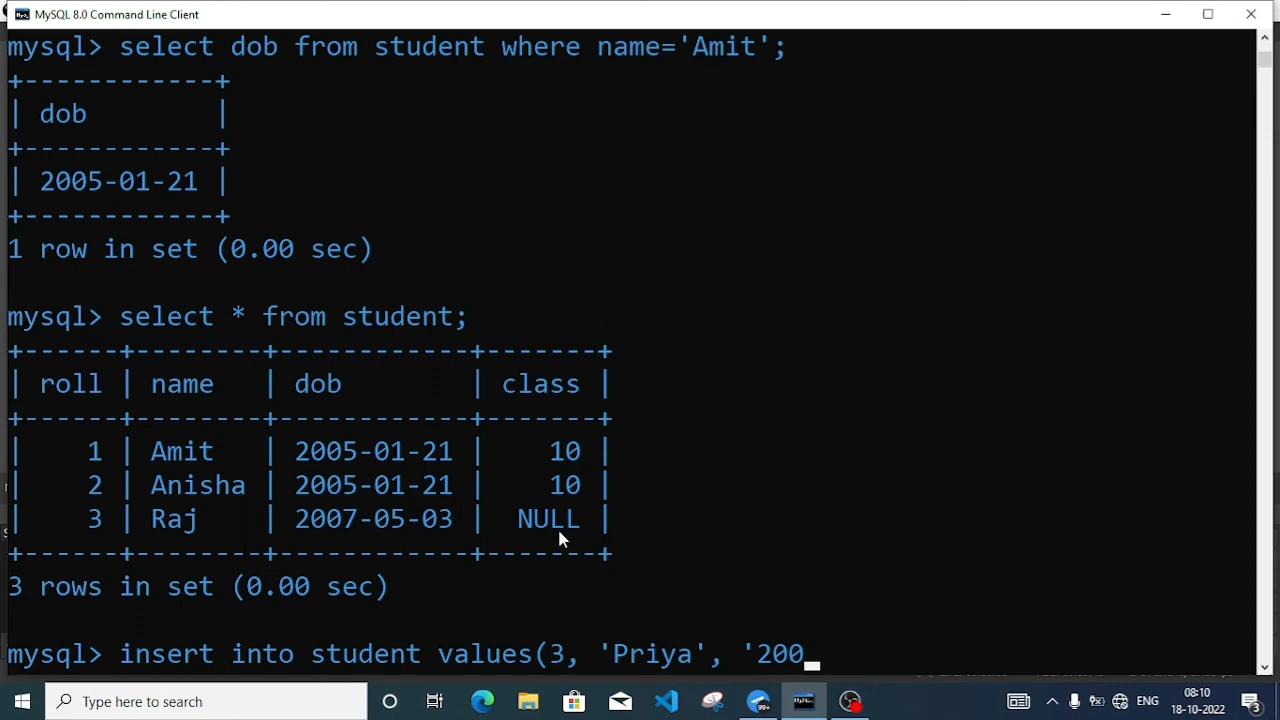 MySQL 8.0 Command Line Client
mysql> select dob from student where name='Amit';
+------------+
| dob        |
+------------+
| 2005-01-21 |
+------------+
1 row in set (0.00 sec)
mysql> select * from student;
+------+--------+------------+-------+
| roll | name   | dob        | class |
+------+--------+------------+-------+
|    1 | Amit   | 2005-01-21 |    10 |
|    2 | Anisha | 2005-01-21 |    10 |
|    3 | Raj    | 2007-05-03 |  NULL |
+------+--------+------------+-------+
3 rows in set (0.00 sec)
mysql> insert into student values(3, 'Priya', '200
Type here to search
99+
ENG
08:10
18-10-2022
3